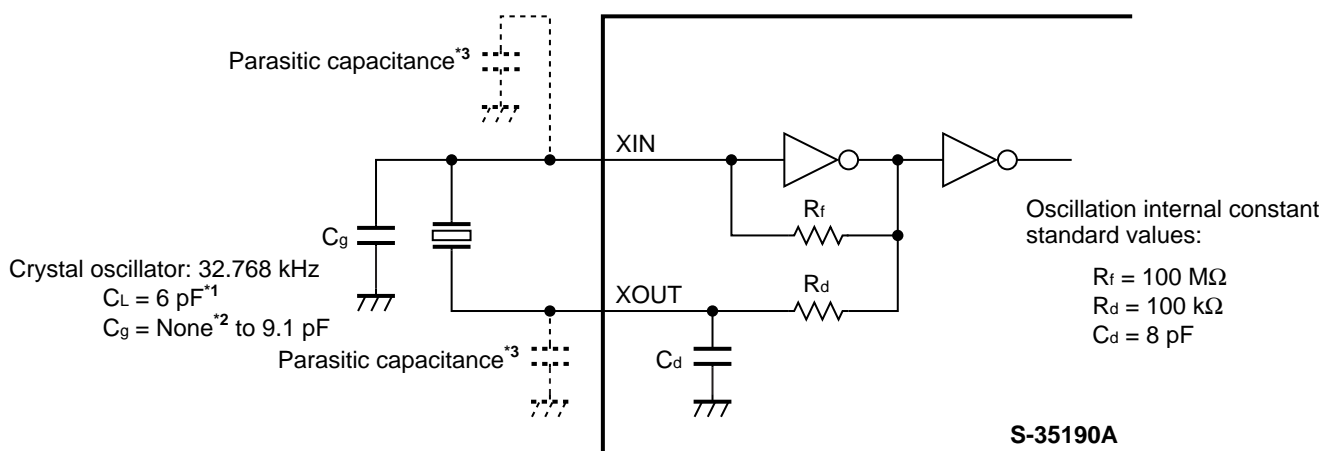 Parasitic capacitance*3
XIN
Rf
Cg
Crystal oscillator: 32.768 kHz
CL = 6 pF*1
Cg = None*2 to 9.1 pF
XOUT
Rd
Parasitic capacitance*3
Cd
Oscillation internal constant
standard values:
Rf = 100 MΩ
Rd = 100 kΩ
Cd = 8 pF
S-35190A